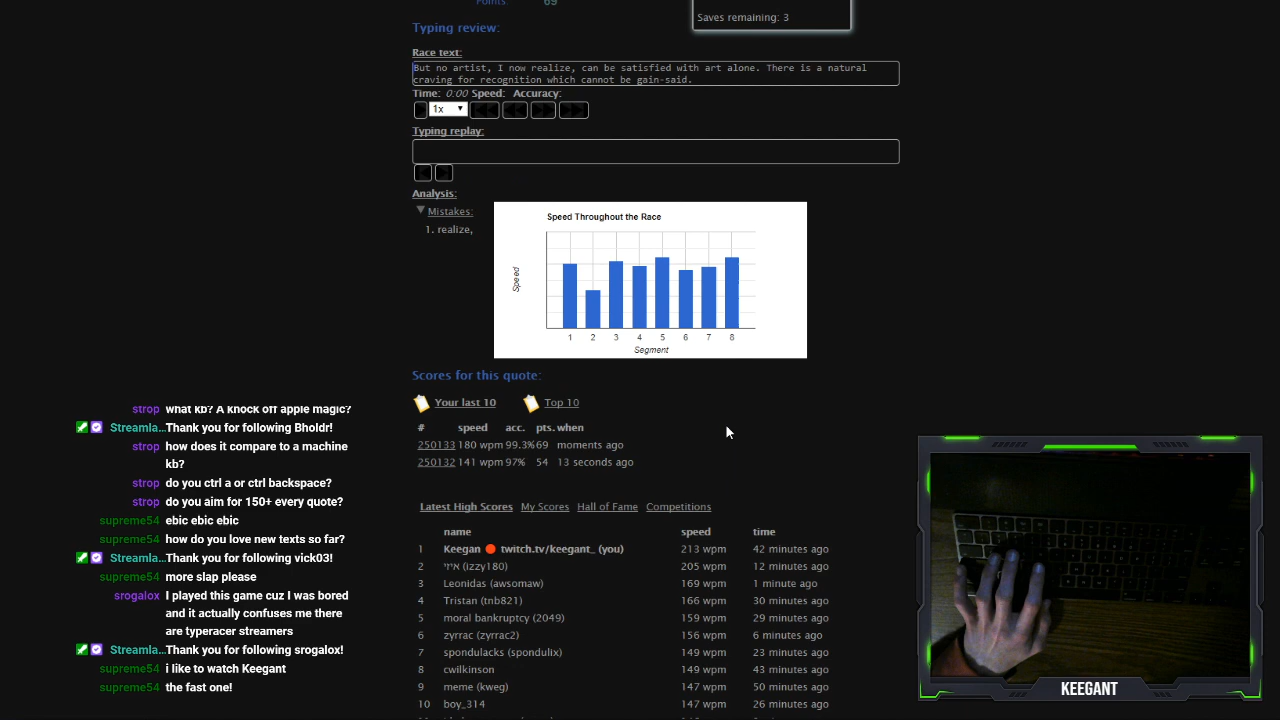 Points: 69
Saves remaining: 3
Typing review:
Race text:
But no artist, I now realize, can be satisfied with art alone. There is a natural
craving for recognition which cannot be gain-said.
Time: 0:00 Speed: Accuracy:
1x
Typing replay:
Analysis:
Mistakes:
1. realize,
Speed Throughout the Race
Speed
1 2 3 4 5 6 7 8
Segment
Scores for this quote:
Your last 10 Top 10
# speed acc. pts. when
250133 180 wpm 99.3% 69 moments ago
250132 141 wpm 97% 54 13 seconds ago
Latest High Scores My Scores Hall of Fame Competitions
name speed time
1 Keegan twitch.tv/keegant_ (you) 213 wpm 42 minutes ago
2 איזי (izzy180) 205 wpm 12 minutes ago
3 Leonidas (awsomaw) 169 wpm 1 minute ago
4 Tristan (tnb821) 166 wpm 30 minutes ago
5 moral bankruptcy (2049) 159 wpm 29 minutes ago
6 zyrrac (zyrrac2) 156 wpm 6 minutes ago
7 spondulacks (spondulix) 149 wpm 23 minutes ago
8 cwilkinson 149 wpm 43 minutes ago
9 meme (kweg) 147 wpm 50 minutes ago
10 boy_314 147 wpm 26 minutes ago
strop what kb? A knock off apple magic?
Streamla... Thank you for following Bholdr!
strop how does it compare to a machine
kb?
strop do you ctrl a or ctrl backspace?
strop do you aim for 150+ every quote?
supreme54 ebic ebic ebic
supreme54 how do you love new texts so far?
Streamla... Thank you for following vick03!
supreme54 more slap please
srogalox I played this game cuz I was bored
and it actually confuses me there
are typeracer streamers
Streamla... Thank you for following srogalox!
supreme54 i like to watch Keegant
supreme54 the fast one!
KEEGANT